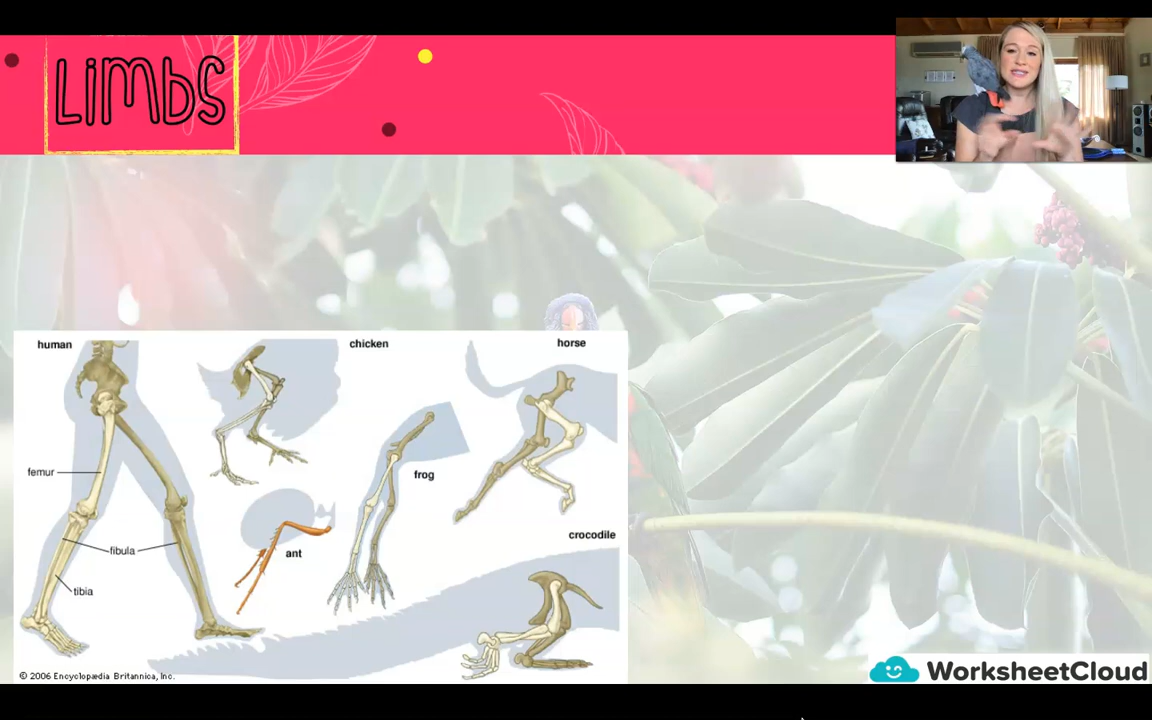 LimbS
human
chicken
horse
femur
frog
crocodile
fibula
ant
tibia
© 2006 Encyclopædia Britannica, Inc.
WorksheetCloud